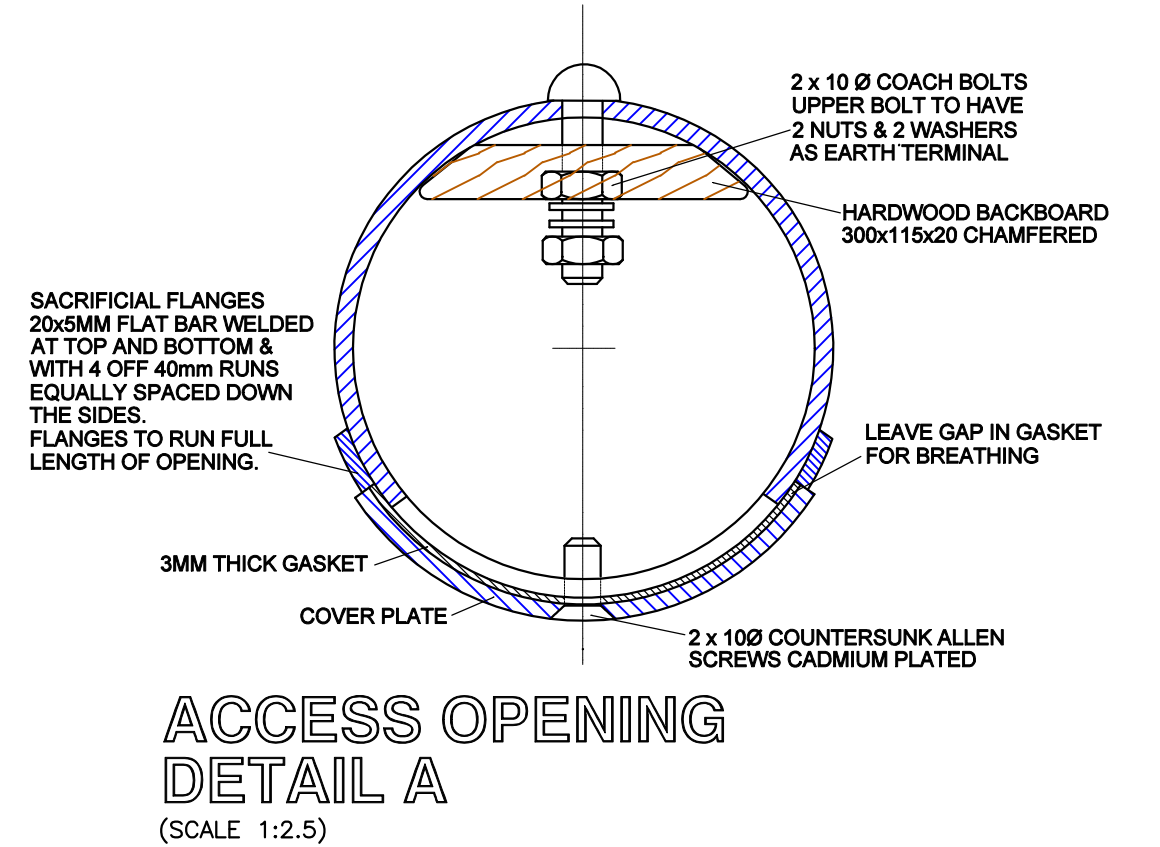 2 x 10 Ø COACH BOLTS
UPPER BOLT TO HAVE
2 NUTS & 2 WASHERS
AS EARTH TERMINAL
HARDWOOD BACKBOARD
300x115x20 CHAMFERED
SACRIFICIAL FLANGES
20x5MM FLAT BAR WELDED
AT TOP AND BOTTOM &
WITH 4 OFF 40mm RUNS
EQUALLY SPACED DOWN
THE SIDES.
FLANGES TO RUN FULL
LENGTH OF OPENING.
LEAVE GAP IN GASKET
FOR BREATHING
3MM THICK GASKET
COVER PLATE
2 x 10Ø COUNTERSUNK ALLEN
SCREWS CADMIUM PLATED
ACCESS OPENING
DETAIL A
(SCALE 1:2.5)